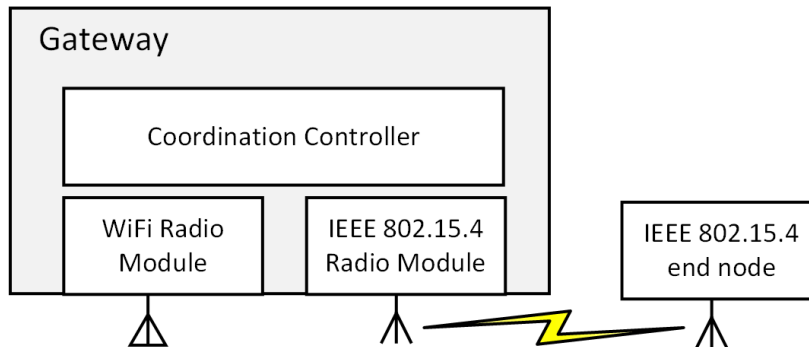 Gateway
Coordination Controller
WiFi Radio
Module
IEEE 802.15.4
Radio Module
IEEE 802.15.4
end node